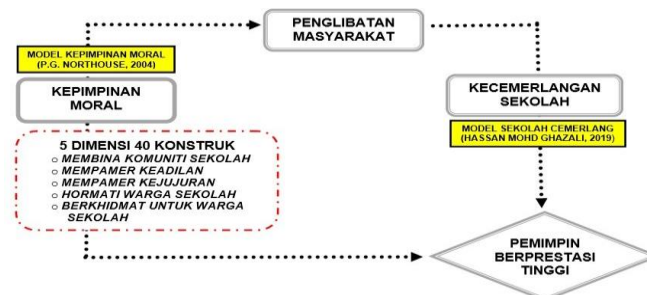 PENGLIBATAN
MASYARAKAT
MODEL KEPIMPINAN MORAL
(P.G. NORTHOUSE, 2004)
KEPIMPINAN
MORAL
5 DIMENSI 40 KONSTRUK
o MEMBINA KOMUNITI SEKOLAH
o MEMPAMER KEADILAN
o MEMPAMER KEJUJURAN
o HORMATI WARGA SEKOLAH
o BERKHIDMAT UNTUK WARGA
SEKOLAH
KECEMERLANGAN
SEKOLAH
MODEL SEKOLAH CEMERLANG
(HASSAN MOHD GHAZALI, 2019)
PEMIMPIN
BERPRESTASI
TINGGI